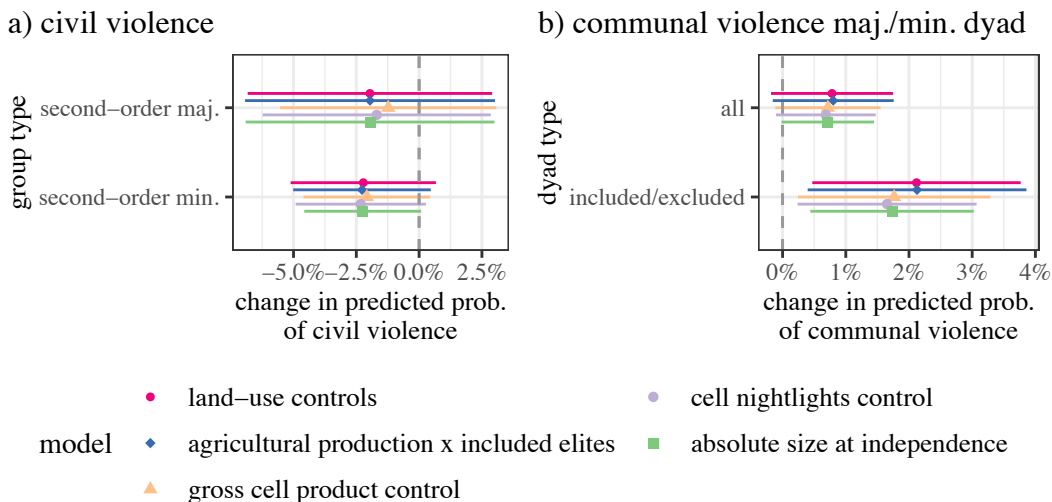 a) civil violence
b) communal violence maj./min. dyad
group type
second−order maj.
second−order min.
−5.0% −2.5% 0.0% 2.5%
change in predicted prob.
of civil violence
dyad type
all
included/excluded
0% 1% 2% 3% 4%
change in predicted prob.
of communal violence
model
land−use controls
agricultural production x included elites
gross cell product control
cell nightlights control
absolute size at independence